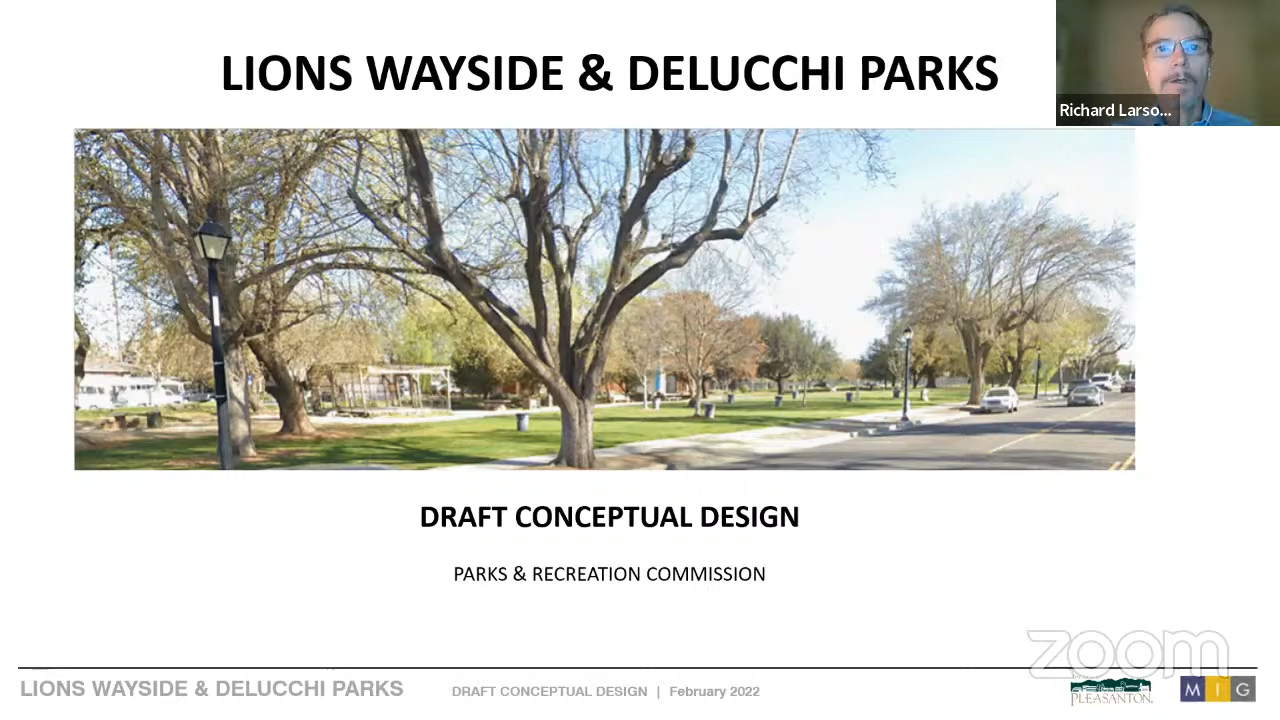 LIONS WAYSIDE & DELUCCHI PARKS
Richard Larso...
DRAFT CONCEPTUAL DESIGN
PARKS & RECREATION COMMISSION
zoom
LIONS WAYSIDE & DELUCCHI PARKS
DRAFT CONCEPTUAL DESIGN | February 2022
PLEASANTON.
MIG